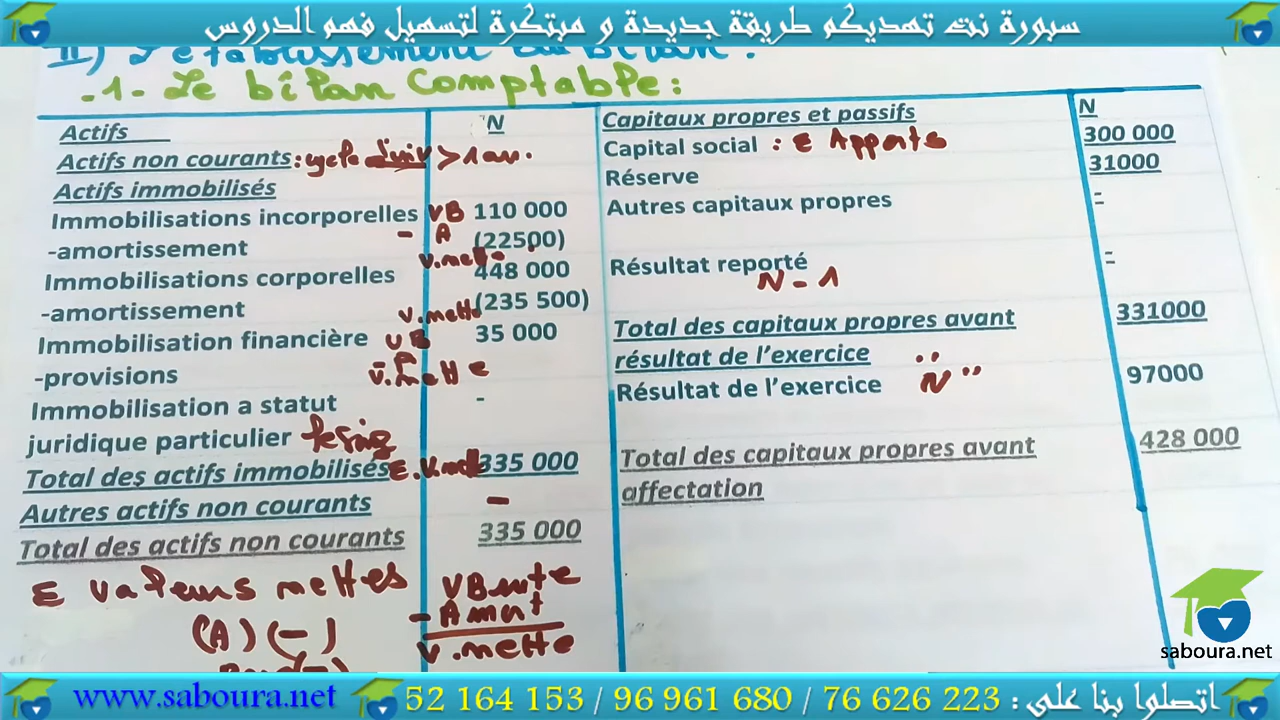 سبورة نت تهديكم طريقة جديدة و مبتكرة لتسهيل فهم الدروس
II) L'établissement du bilan :
.1- Le bilan Comptable :
Actifs N
Actifs non courants : cycle d'inv > 1 an.
Actifs immobilisés
Immobilisations incorporelles VB 110 000
-amortissement - A (22500)
v.nette
Immobilisations corporelles 448 000
-amortissement (235 500)
v.nette
Immobilisation financière VB 35 000
-provisions - P
v.nette
Immobilisation a statut -
juridique particulier
Total des actifs immobilisés Σ.V.nette 335 000
Autres actifs non courants -
Total des actifs non courants 335 000
Σ valeurs nettes
(A) (-)
VBrute
- Amort
v.nette
Capitaux propres et passifs N
Capital social : Σ Apports 300 000
Réserve 31000
Autres capitaux propres -
Résultat reporté -
N - 1
Total des capitaux propres avant 331000
résultat de l'exercice
Résultat de l'exercice "N" 97000
Total des capitaux propres avant 428 000
affectation
saboura.net
www.saboura.net 52 164 153 / 96 961 680 / 76 626 223 : اتصلوا بنا على